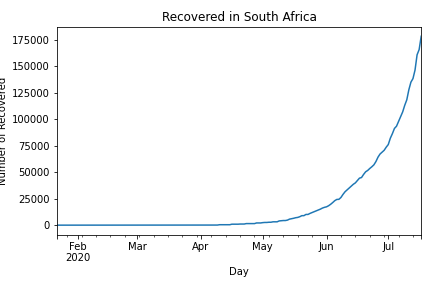 Recovered in South Africa
Number of Recovered
175000
150000
125000
100000
75000
50000
25000
0
Feb
2020
Mar
Apr
May
Jun
Jul
Day